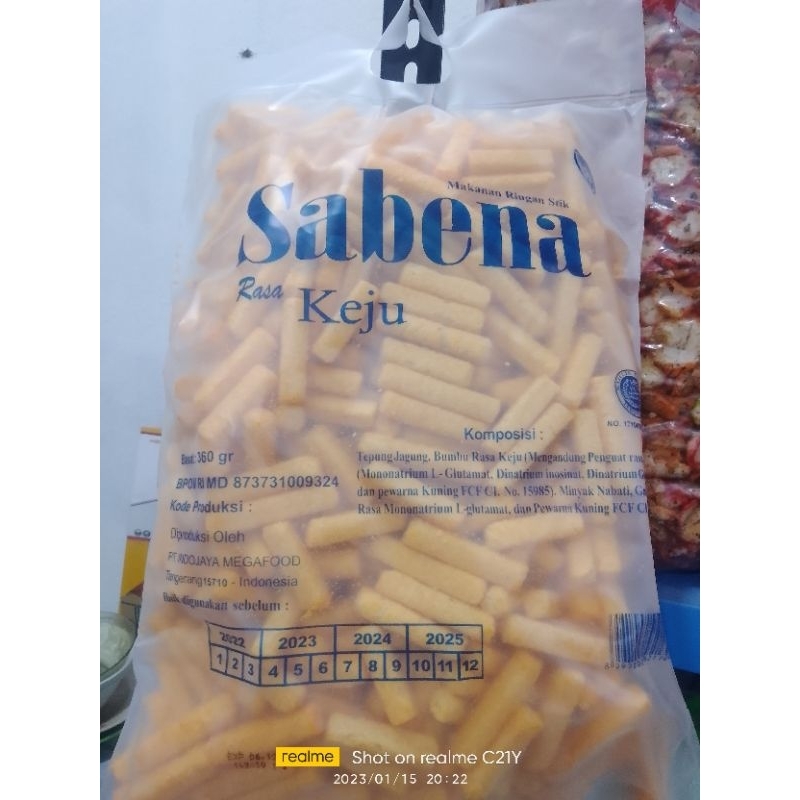 Makanan Ringan Stik
Sabena
Rasa
Keju
NO.
Komposisi :
Tepung Jagung, Bumbu Rasa Keju (Mengandung Penguat
(Mononatrium L- Glutamat, Dinatrium inosinat, Dinatrium
dan pewarna Kuning FCF CI. No. 15985). Minyak Nabati,
Rasa Mononatrium L-glutamat, dan Pewarna Kuning FCF
360 gr
BPOM RI MD 873731009324
Kode Produksi :
Diproduksi Oleh
PT. INDOJAYA MEGAFOOD
Tangerang 15710 - Indonesia
Baik digunakan sebelum :
2022 2023 2024 2025
1 2 3 4 5 6 7 8 9 10 11 12
EXP
realme Shot on realme C21Y
2023/01/15 20:22